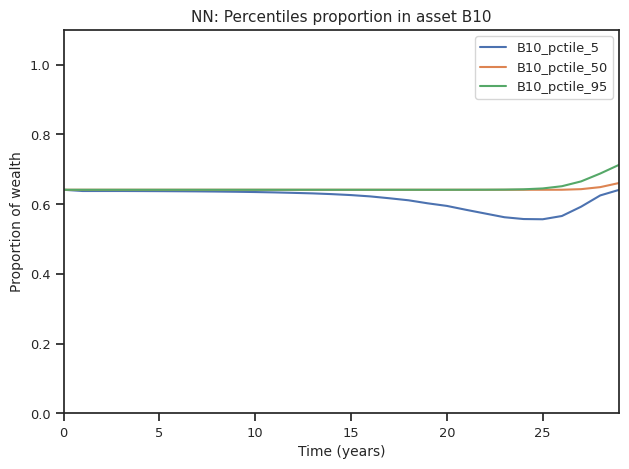 NN: Percentiles proportion in asset B10
B10_pctile_5
B10_pctile_50
B10_pctile_95
Proportion of wealth
1.0
0.8
0.6
0.4
0.2
0.0
0 5 10 15 20 25
Time (years)